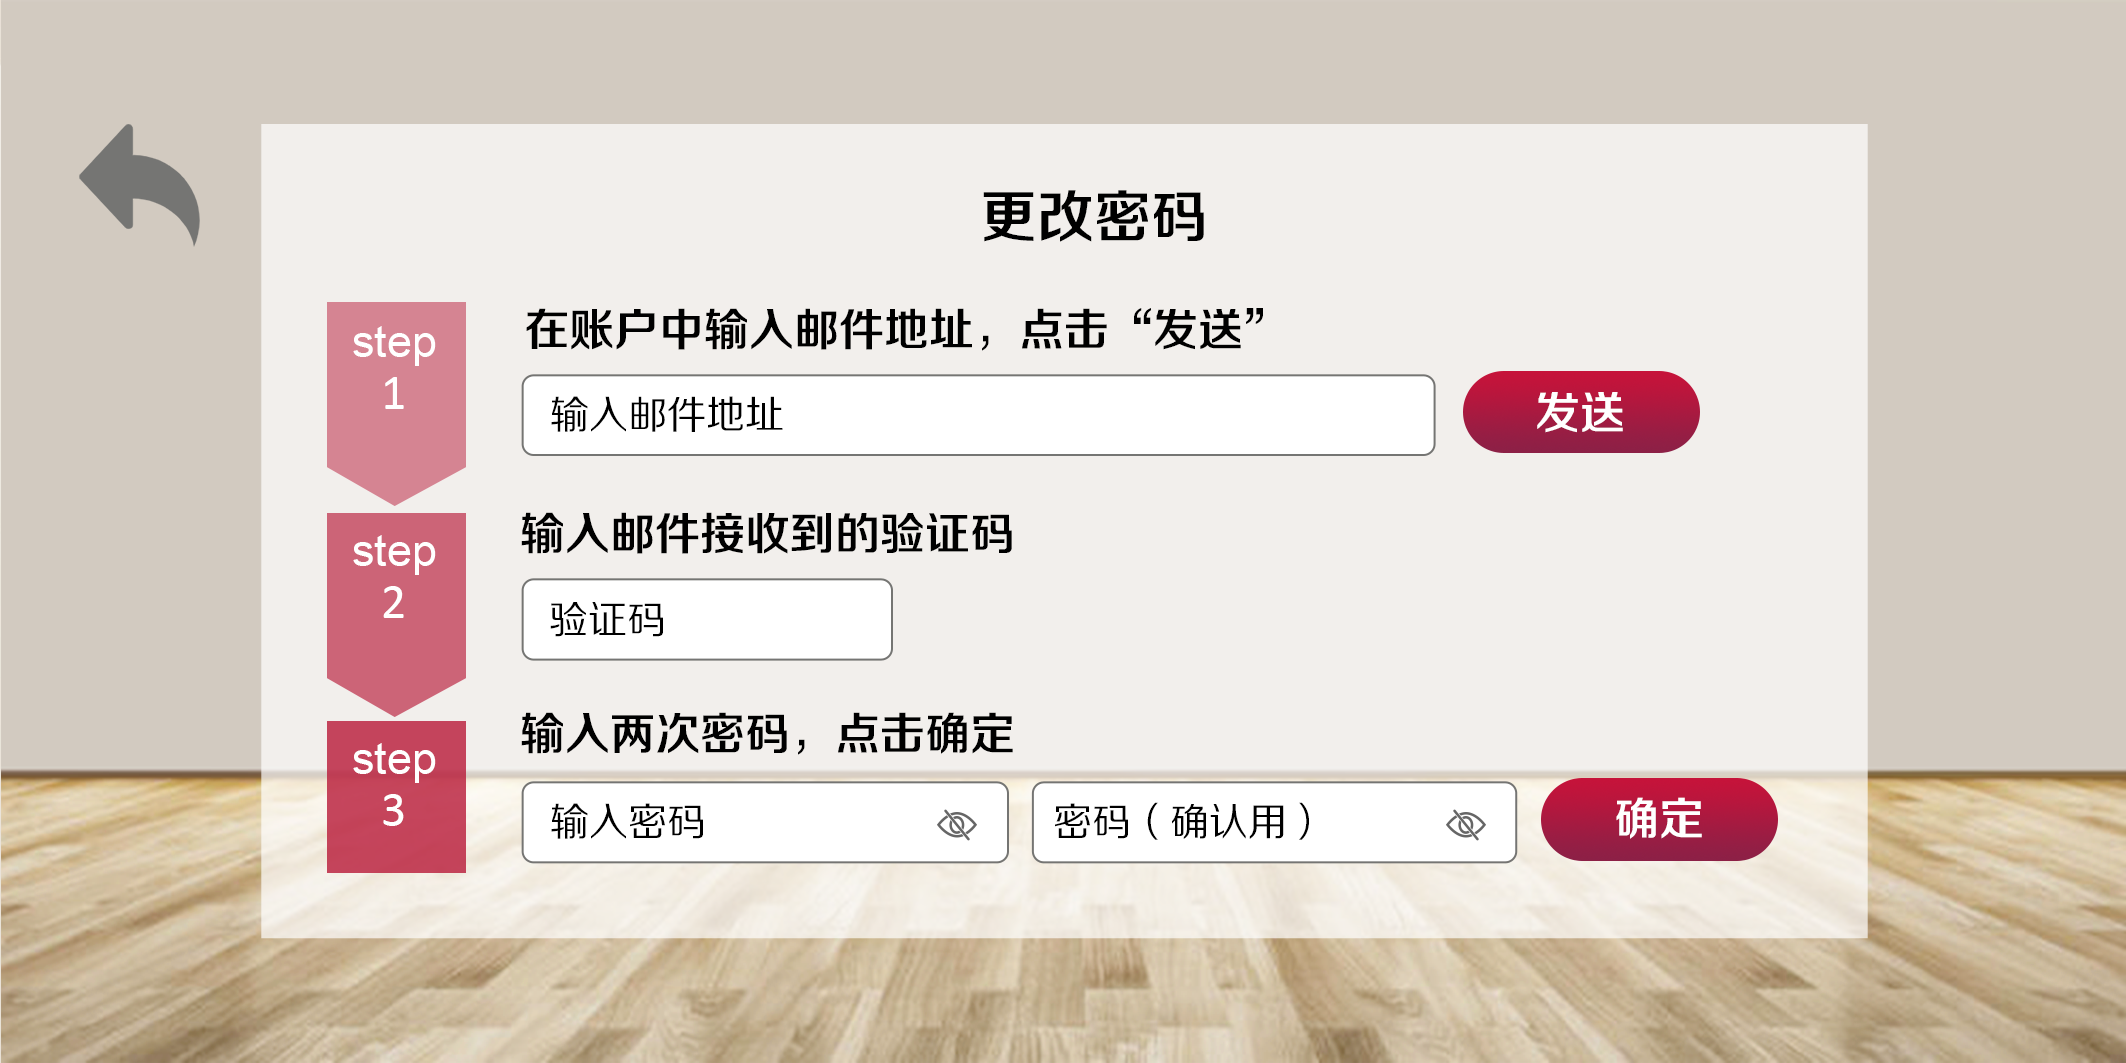 更改密码
step
1
在账户中输入邮件地址，点击“发送”
输入邮件地址
发送
step
2
输入邮件接收到的验证码
验证码
step
3
输入两次密码，点击确定
输入密码
密码（确认用）
确定